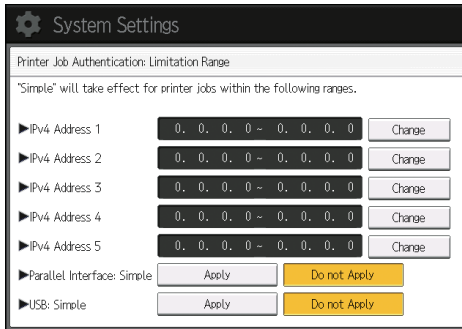 System Settings
Printer Job Authentication: Limitation Range
"Simple" will take effect for printer jobs within the following ranges.
►IPv4 Address 1 0. 0. 0. 0 ~ 0. 0. 0. 0 Change
►IPv4 Address 2 0. 0. 0. 0 ~ 0. 0. 0. 0 Change
►IPv4 Address 3 0. 0. 0. 0 ~ 0. 0. 0. 0 Change
►IPv4 Address 4 0. 0. 0. 0 ~ 0. 0. 0. 0 Change
►IPv4 Address 5 0. 0. 0. 0 ~ 0. 0. 0. 0 Change
►Parallel Interface: Simple Apply Do not Apply
►USB: Simple Apply Do not Apply